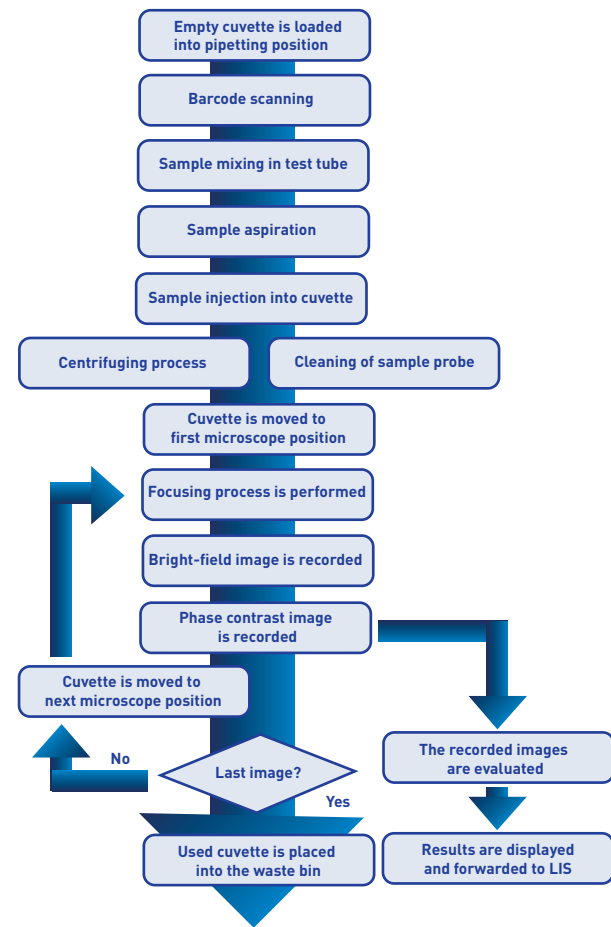 Empty cuvette is loaded
into pipetting position
Barcode scanning
Sample mixing in test tube
Sample aspiration
Sample injection into cuvette
Centrifuging process
Cleaning of sample probe
Cuvette is moved to
first microscope position
Focusing process is performed
Bright-field image is recorded
Phase contrast image
is recorded
Cuvette is moved to
next microscope position
No
Last image?
Yes
The recorded images
are evaluated
Used cuvette is placed
into the waste bin
Results are displayed
and forwarded to LIS